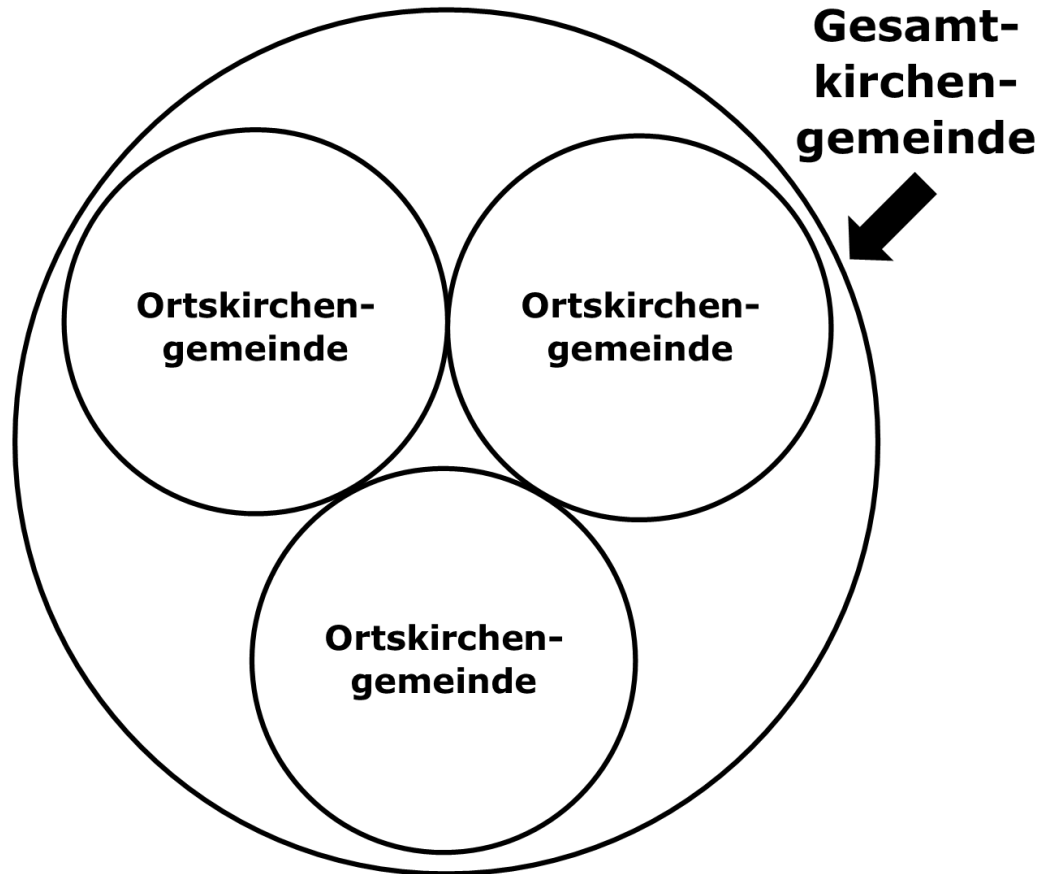 Gesamt-
kirchen-
gemeinde
Ortskirchen-
gemeinde
Ortskirchen-
gemeinde
Ortskirchen-
gemeinde